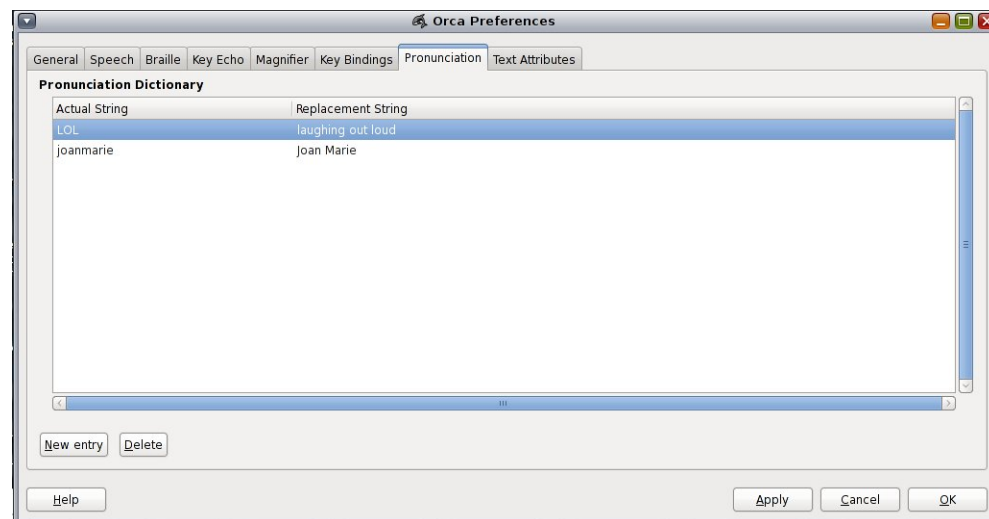 Orca Preferences
General Speech Braille Key Echo Magnifier Key Bindings Pronunciation Text Attributes
Pronunciation Dictionary
Actual String Replacement String
LOL laughing out loud
joanmarie Joan Marie
New entry Delete
Help Apply Cancel OK